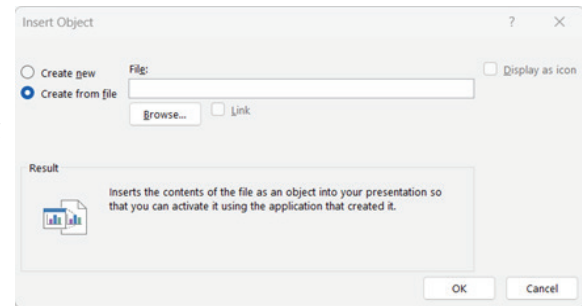 Insert Object
? ×
Create new
Create from file
File:
Browse...
Link
Display as icon
Result
Inserts the contents of the file as an object into your presentation so
that you can activate it using the application that created it.
OK
Cancel